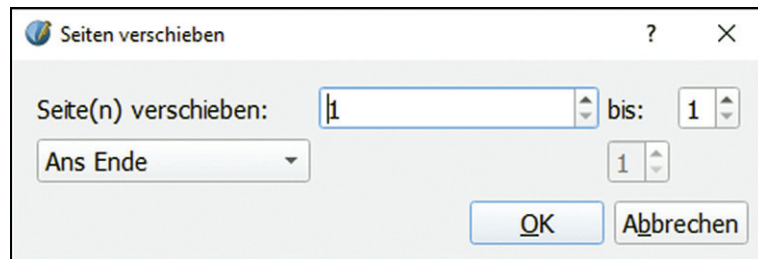 Seiten verschieben ?
Seite(n) verschieben: 1 bis: 1
Ans Ende 1
OK Abbrechen